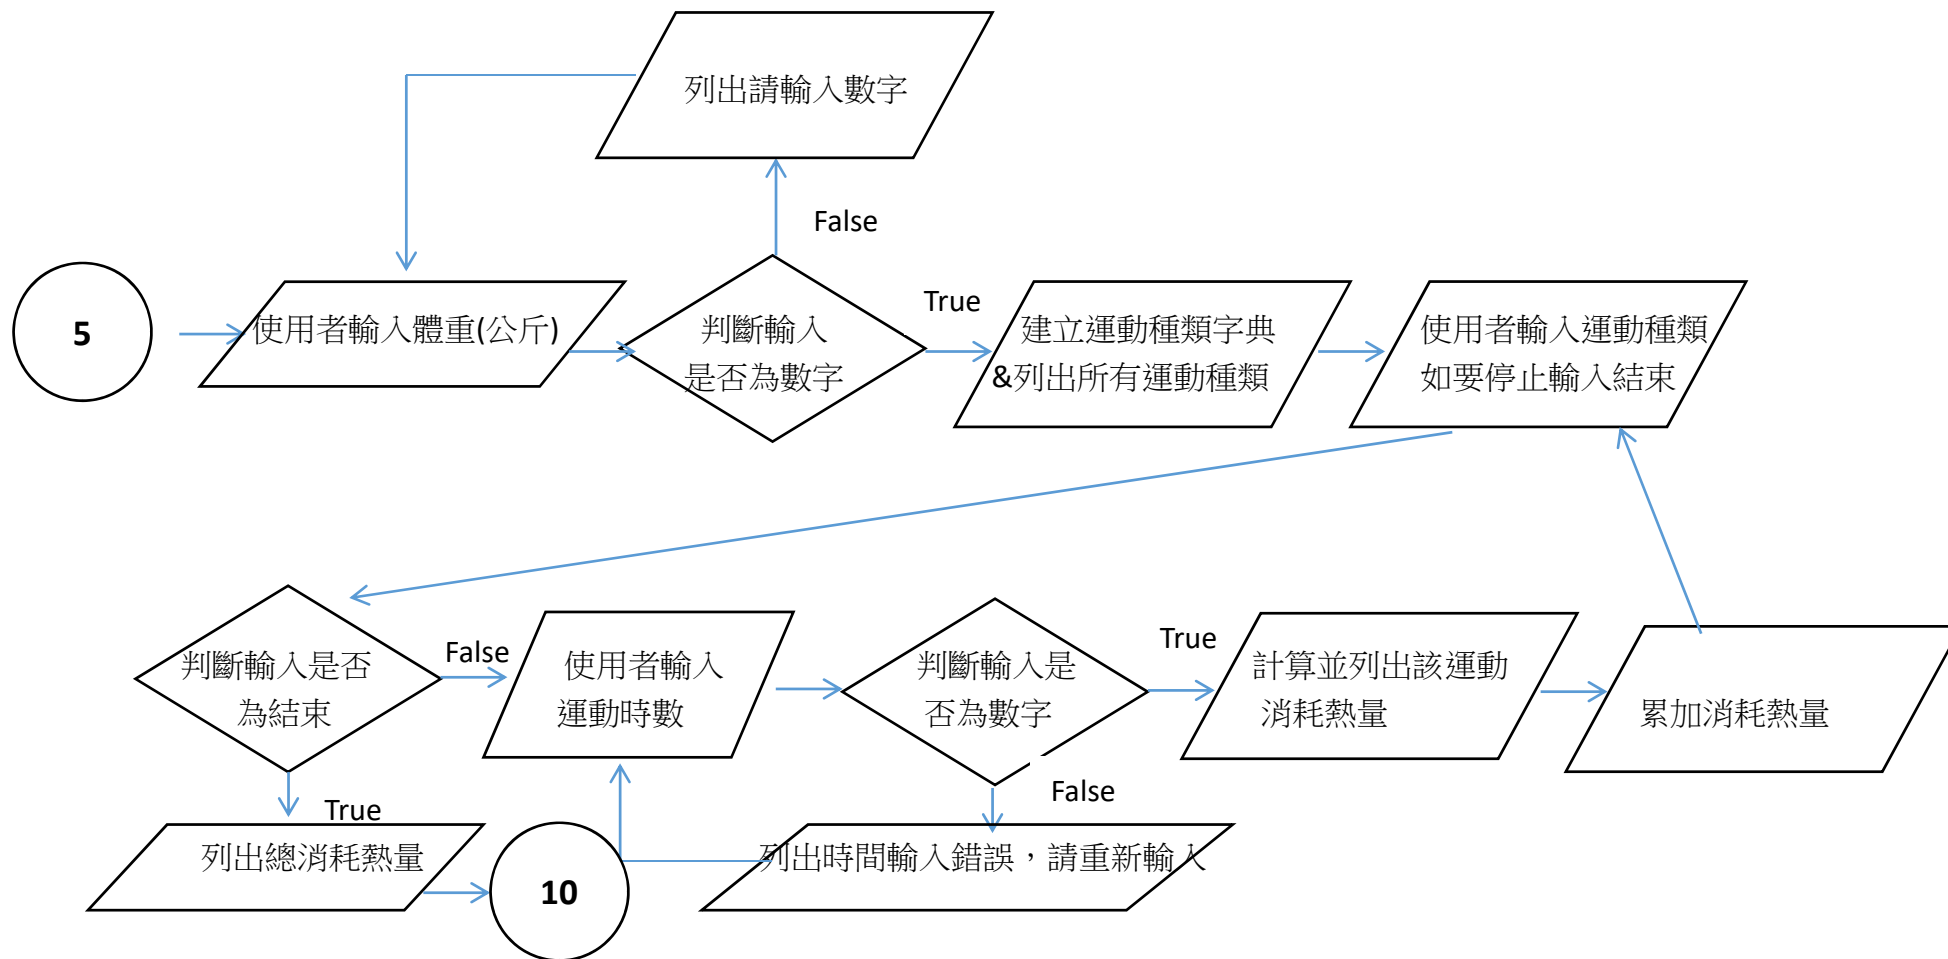 列出請輸入數字
False
5
使用者輸入體重(公斤)
判斷輸入
是否為數字
True
建立運動種類字典
&列出所有運動種類
使用者輸入運動種類
如要停止輸入結束
判斷輸入是否
為結束
False
使用者輸入
運動時數
判斷輸入是
否為數字
True
計算並列出該運動
消耗熱量
累加消耗熱量
True
False
列出總消耗熱量
10
列出時間輸入錯誤，請重新輸入